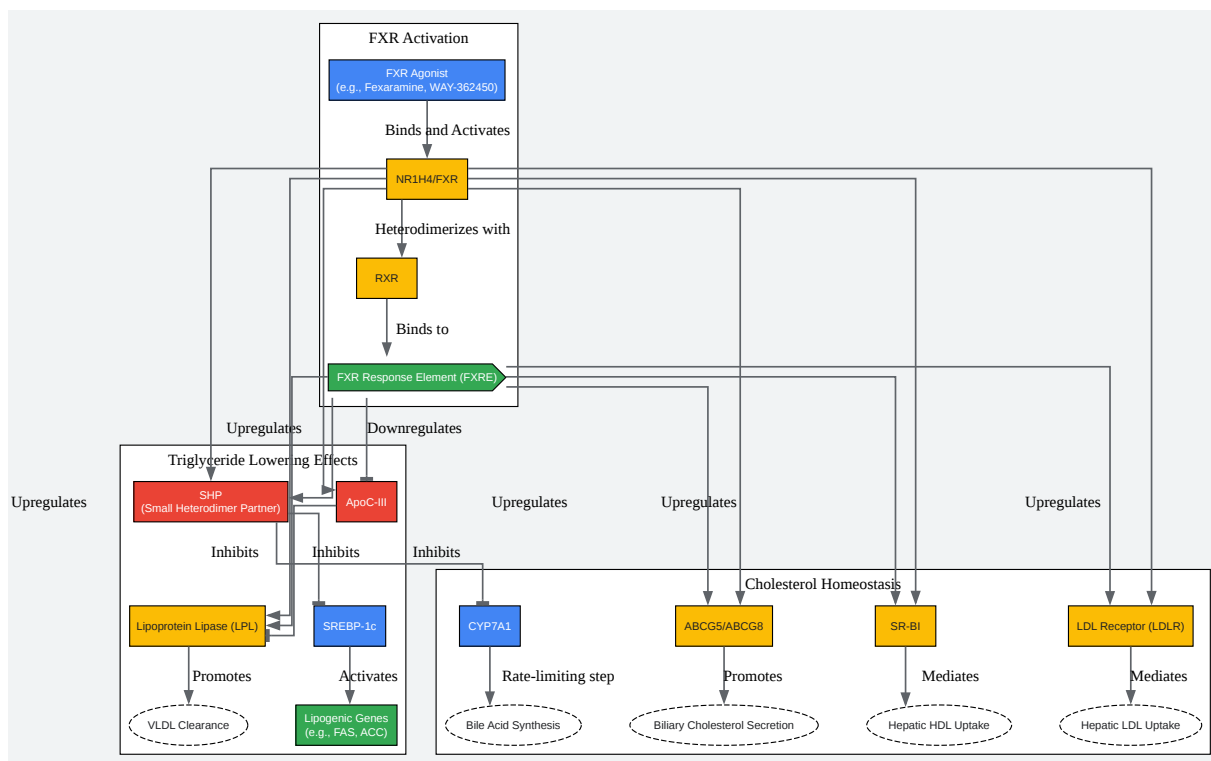 FXR Activation
FXR Agonist
(e.g., Fexaramine, WAY-362450)
Binds and Activates
NR1H4/FXR
Heterodimerizes with
RXR
Binds to
FXR Response Element (FXRE)
Upregulates
Downregulates
Triglyceride Lowering Effects
SHP
(Small Heterodimer Partner)
ApoC-III
Upregulates
Upregulates
Upregulates
Upregulates
Inhibits
Inhibits
Inhibits
Cholesterol Homeostasis
Lipoprotein Lipase (LPL)
SREBP-1c
CYP7A1
ABCG5/ABCG8
SR-BI
LDL Receptor (LDLR)
Promotes
Activates
Rate-limiting step
Promotes
Mediates
Mediates
VLDL Clearance
Lipogenic Genes
(e.g., FAS, ACC)
Bile Acid Synthesis
Biliary Cholesterol Secretion
Hepatic HDL Uptake
Hepatic LDL Uptake